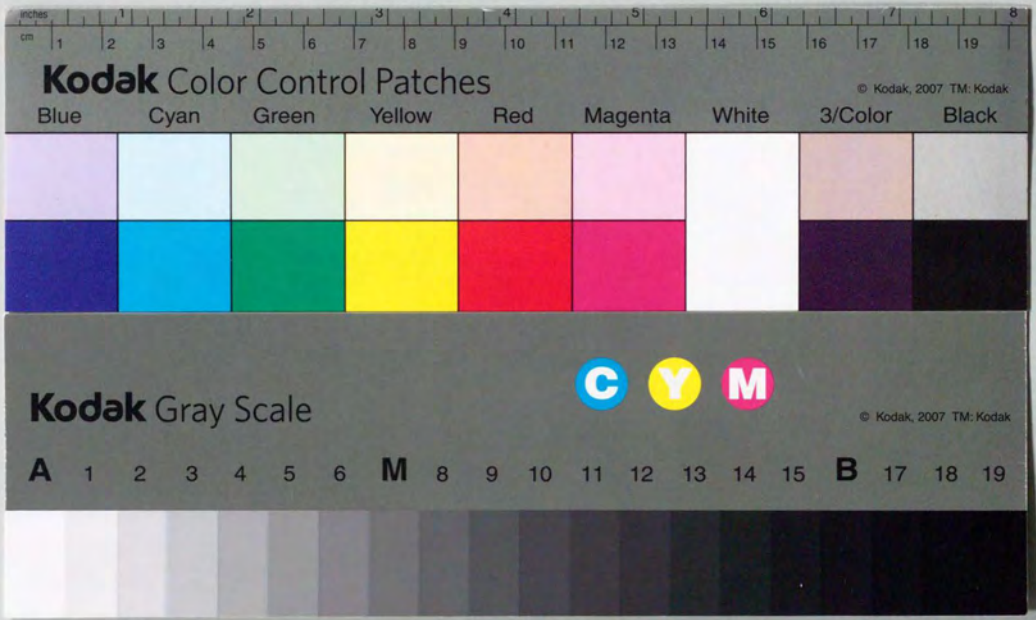 inches 1 2 3 4 5 6 7 8
cm 1 2 3 4 5 6 7 8 9 10 11 12 13 14 15 16 17 18 19
Kodak Color Control Patches
© Kodak, 2007 TM: Kodak
Blue Cyan Green Yellow Red Magenta White 3/Color Black
C Y M
Kodak Gray Scale
© Kodak, 2007 TM: Kodak
A 1 2 3 4 5 6 M 8 9 10 11 12 13 14 15 B 17 18 19